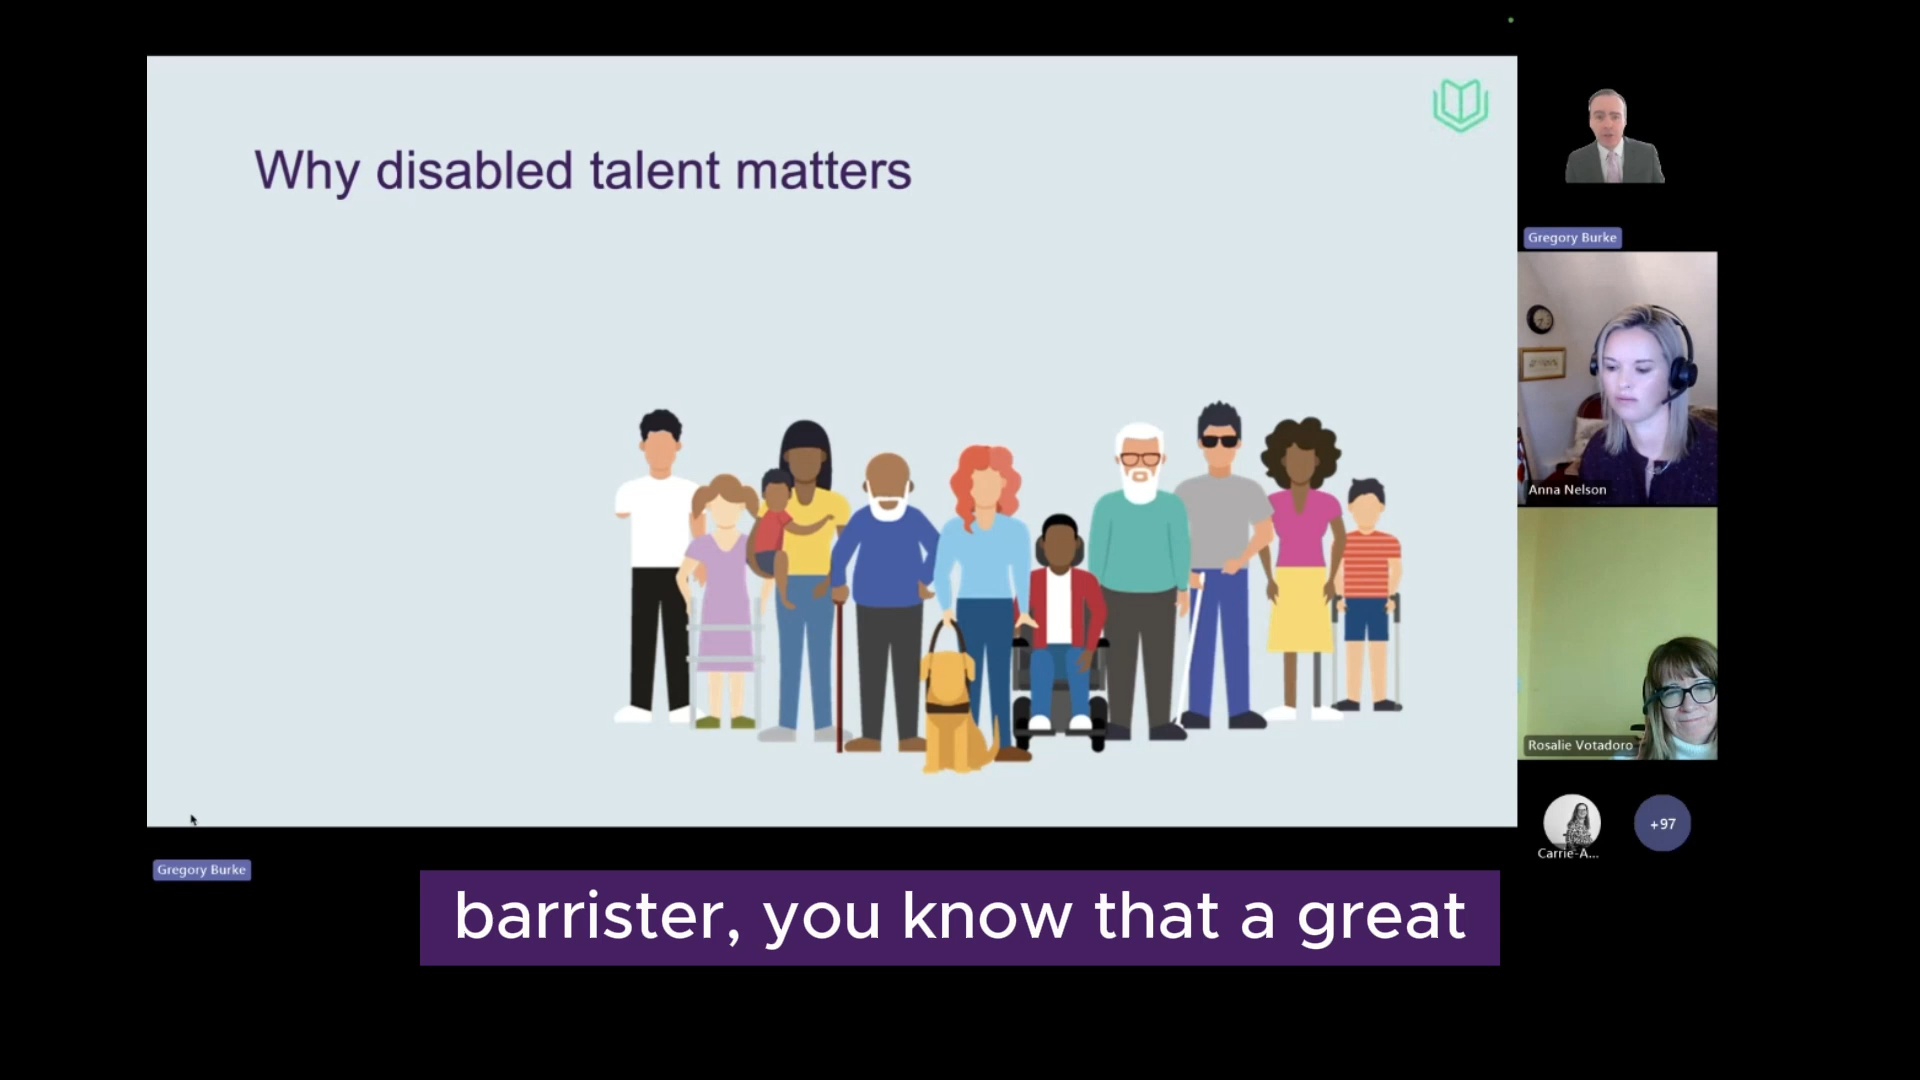 Why disabled talent matters
Gregory Burke
Anna Nelson
Rosalie Votadoro
Carrie-A...
+97
Gregory Burke
barrister, you know that a great